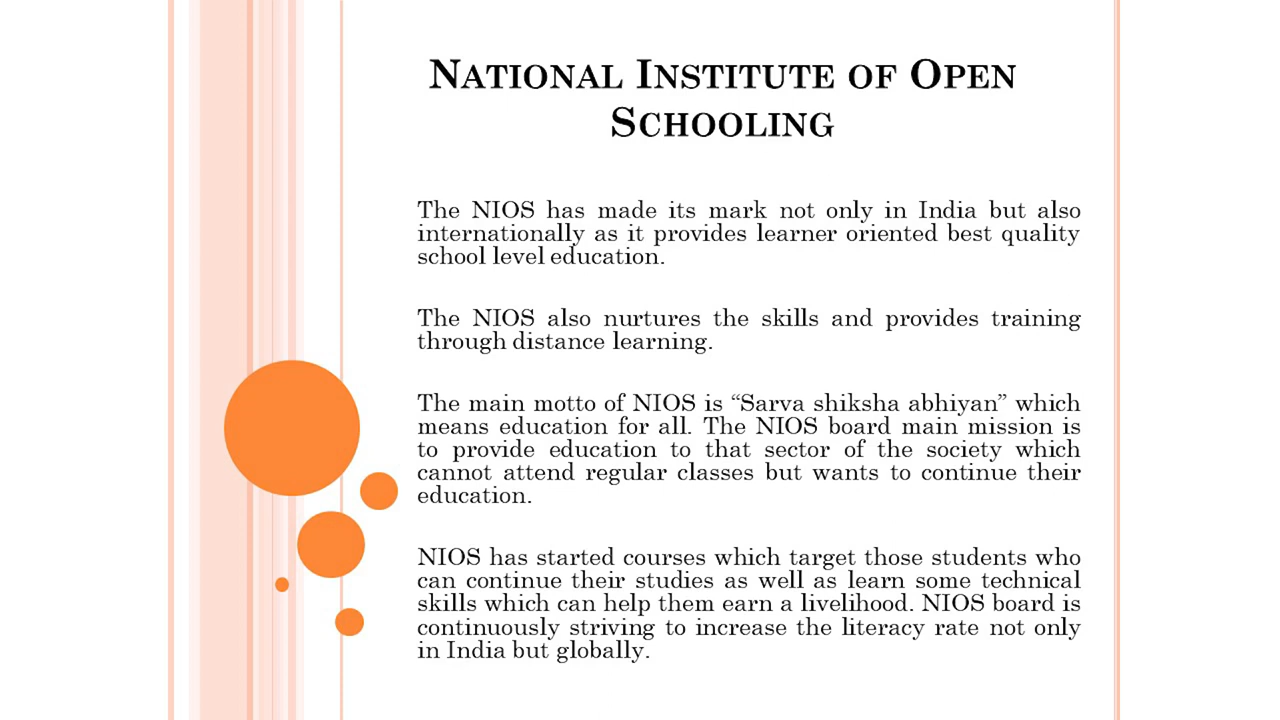 National Institute of Open
Schooling
The NIOS has made its mark not only in India but also
internationally as it provides learner oriented best quality
school level education.
The NIOS also nurtures the skills and provides training
through distance learning.
The main motto of NIOS is “Sarva shiksha abhiyan” which
means education for all. The NIOS board main mission is
to provide education to that sector of the society which
cannot attend regular classes but wants to continue their
education.
NIOS has started courses which target those students who
can continue their studies as well as learn some technical
skills which can help them earn a livelihood. NIOS board is
continuously striving to increase the literacy rate not only
in India but globally.